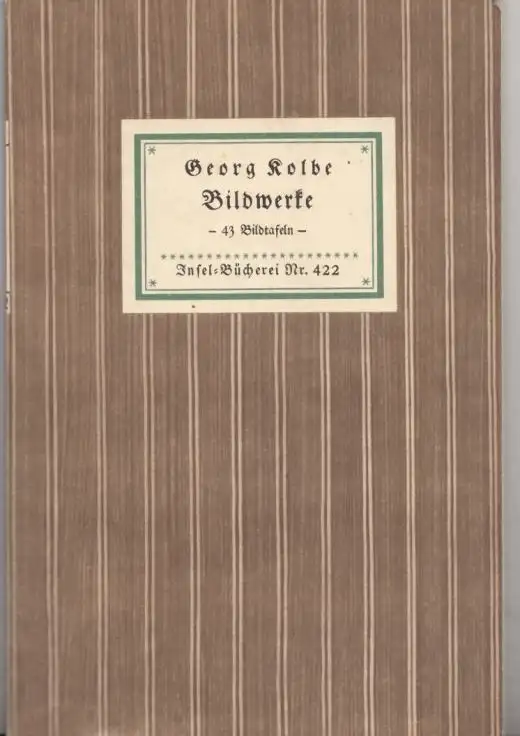 Georg Kolbe
Bildwerke
– 43 Bildtafeln –
Insel-Bücherei Nr. 422